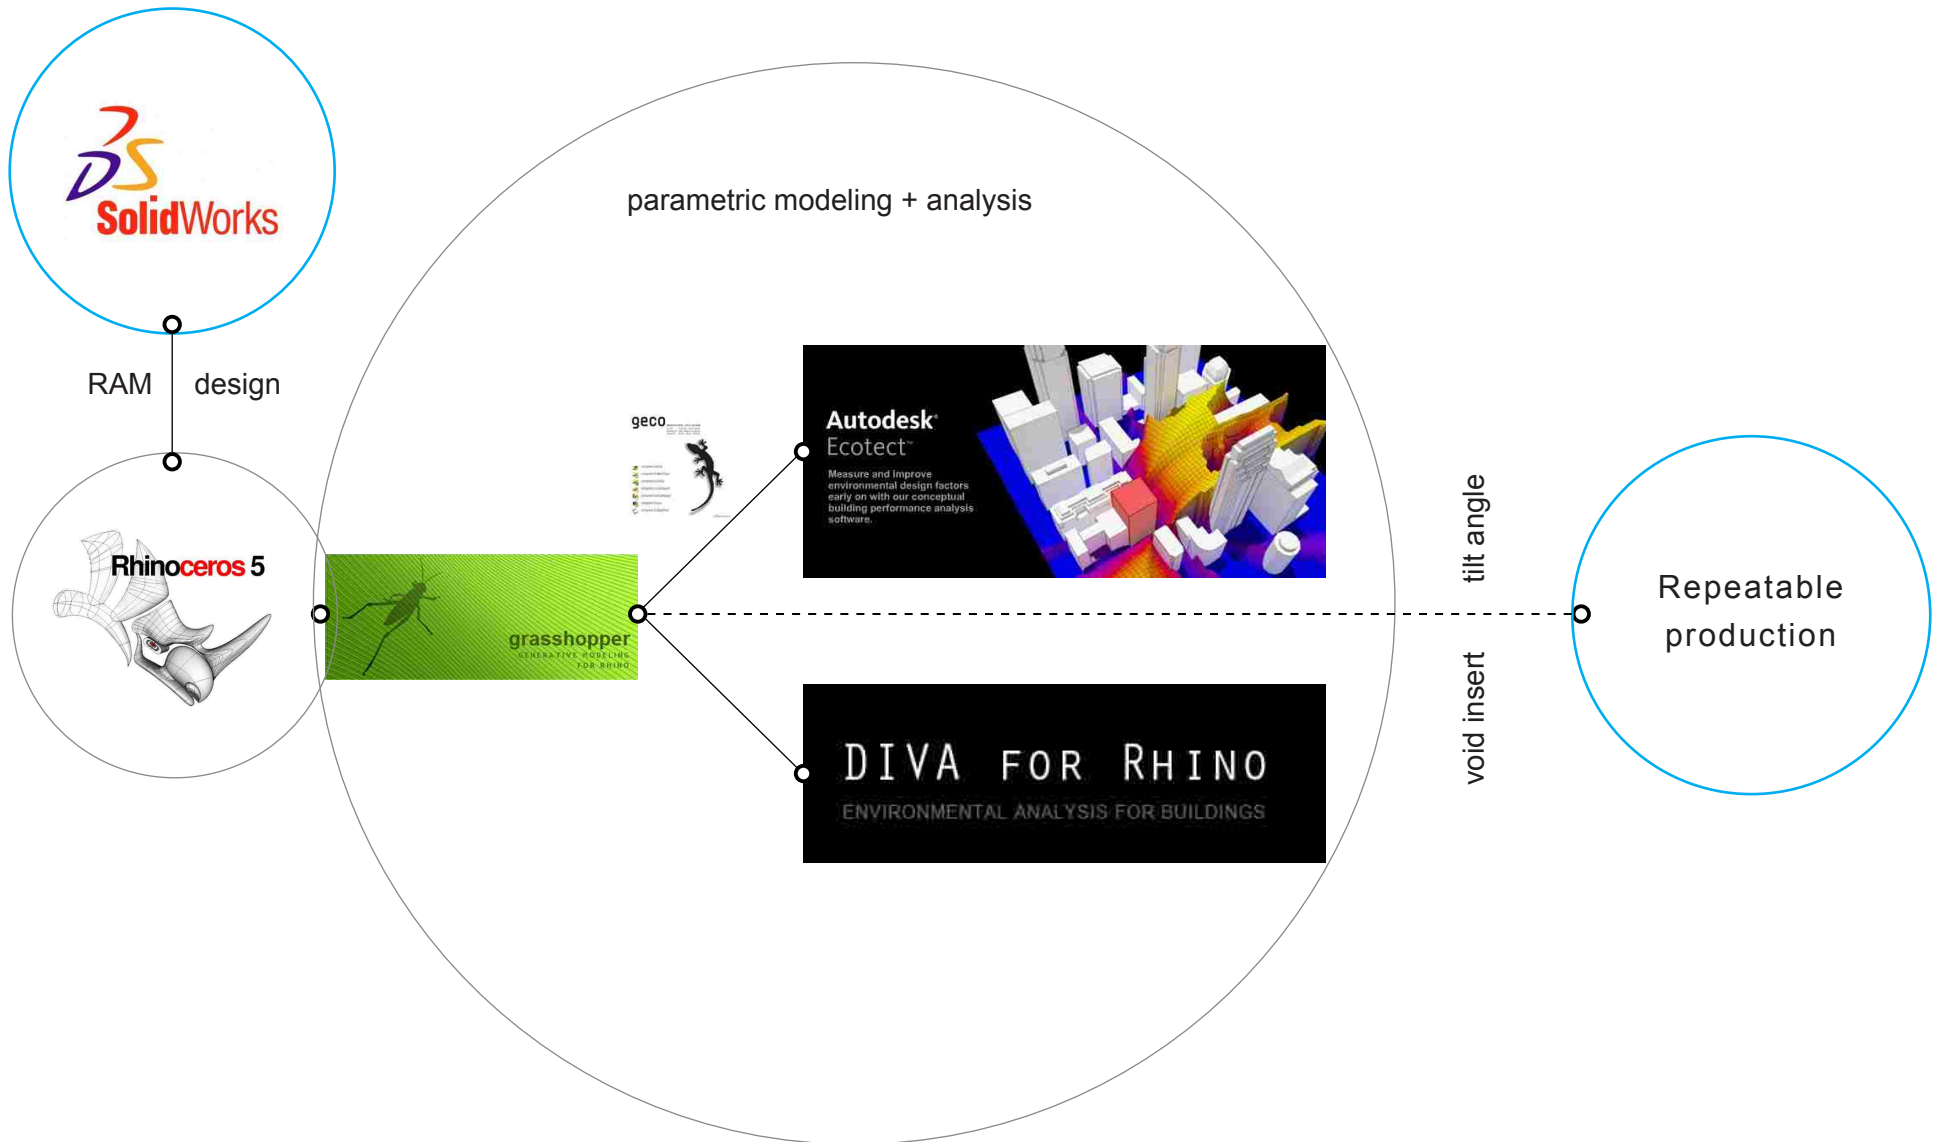 DS
SolidWorks
parametric modeling + analysis
RAM
design
geco
Autodesk®
Ecotect™
Measure and improve
environmental design factors
early on with our conceptual
building performance analysis
software.
tilt angle
Rhinoceros 5
grasshopper
GENERATIVE MODELING
FOR RHINO
Repeatable
production
void insert
DIVA FOR RHINO
ENVIRONMENTAL ANALYSIS FOR BUILDINGS